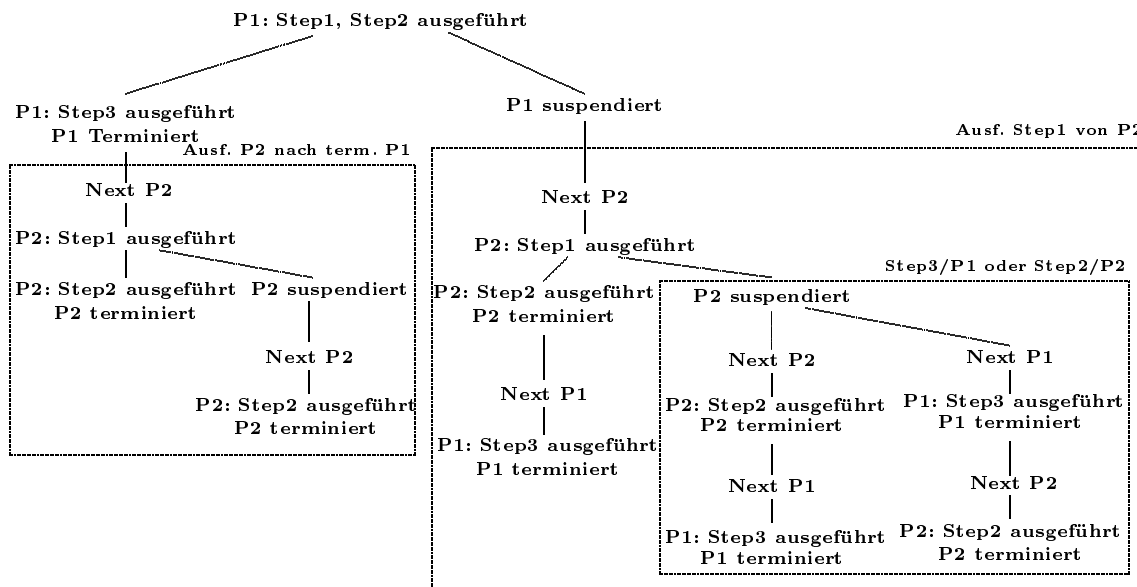 P1: Step1, Step2 ausgeführt
P1: Step3 ausgeführt
P1 Terminiert
Ausf. P2 nach term. P1
Next P2
P2: Step1 ausgeführt
P2: Step2 ausgeführt
P2 terminiert
P2 suspendiert
Next P2
P2: Step2 ausgeführt
P2 terminiert
P1 suspendiert
Ausf. Step1 von P2
Next P2
P2: Step1 ausgeführt
P2: Step2 ausgeführt
P2 terminiert
Next P1
P1: Step3 ausgeführt
P1 terminiert
Step3/P1 oder Step2/P2
P2 suspendiert
Next P2
P2: Step2 ausgeführt
P2 terminiert
Next P1
P1: Step3 ausgeführt
P1 terminiert
Next P1
P1: Step3 ausgeführt
P1 terminiert
Next P2
P2: Step2 ausgeführt
P2 terminiert